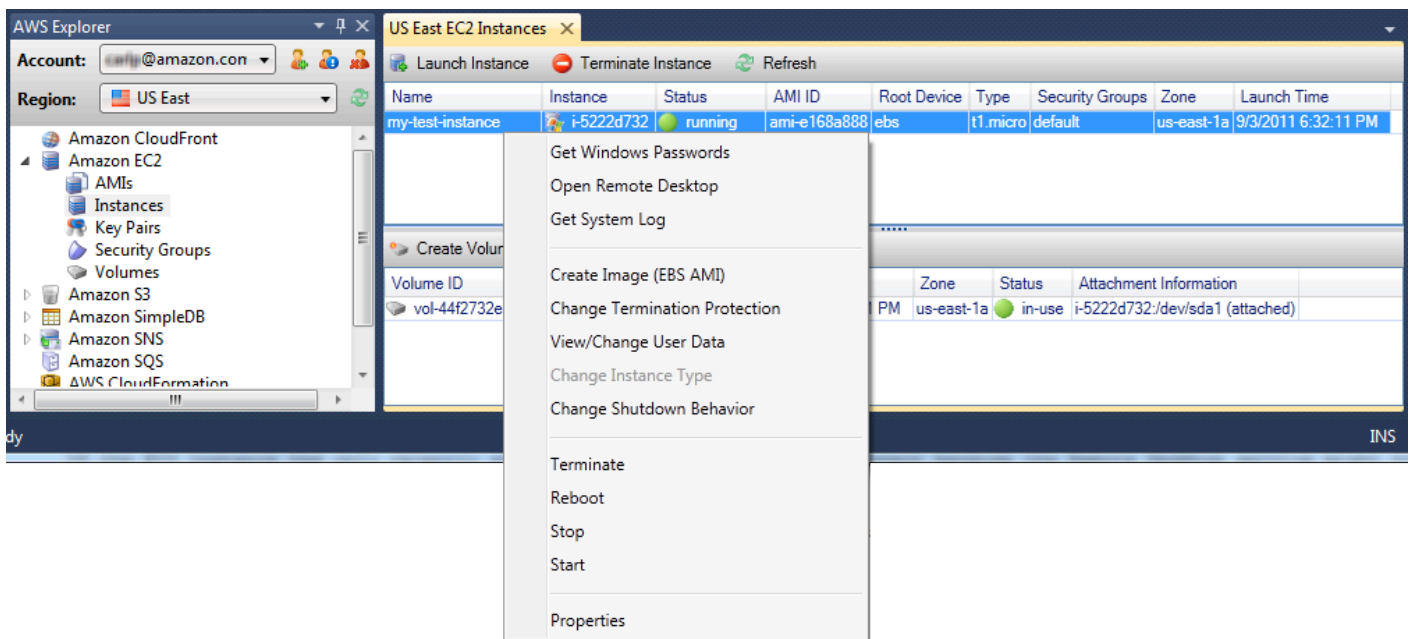 AWS Explorer
Account: @amazon.con
Region: US East
Amazon CloudFront
Amazon EC2
AMIs
Instances
Key Pairs
Security Groups
Volumes
Amazon S3
Amazon SimpleDB
Amazon SNS
Amazon SQS
AWS CloudFormation
US East EC2 Instances
Launch Instance Terminate Instance Refresh
Name Instance Status AMI ID Root Device Type Security Groups Zone Launch Time
my-test-instance i-5222d732 running ami-e168a888 ebs t1.micro default us-east-1a 9/3/2011 6:32:11 PM
Get Windows Passwords
Open Remote Desktop
Get System Log
Create Image (EBS AMI)
Change Termination Protection
View/Change User Data
Change Instance Type
Change Shutdown Behavior
Terminate
Reboot
Stop
Start
Properties
Create Volur
Volume ID Zone Status Attachment Information
vol-44f2732e PM us-east-1a in-use i-5222d732:/dev/sda1 (attached)
dy INS